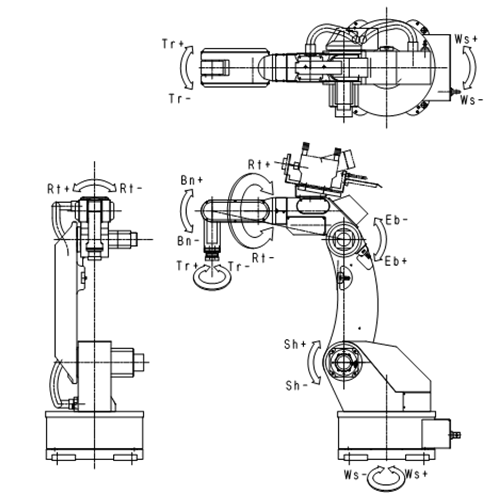 Tr+
Tr-
Ws+
Ws-
Rt+ Rt-
Bn+
Bn-
Rt+
Rt-
Tr+ Tr-
Eb-
Eb+
Sh+
Sh-
Ws- Ws+